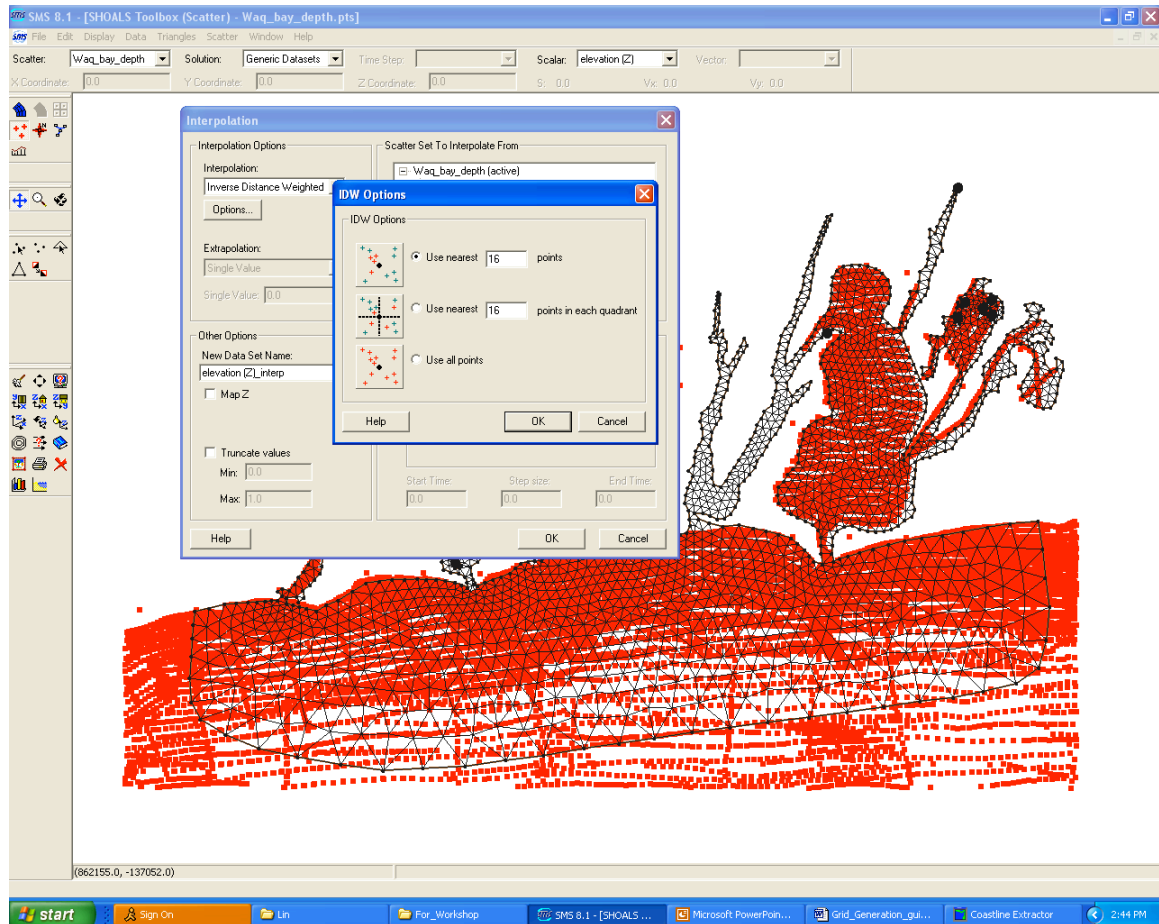 SMS 8.1 - [SHOALS Toolbox (Scatter) - Waq_bay_depth.pts]
sms File Edit Display Data Triangles Scatter Window Help
Scatter: Waq_bay_depth Solution: Generic Datasets Time Step: Scalar: elevation (Z) Vector:
X Coordinate: 0.0 Y Coordinate: 0.0 Z Coordinate: 0.0 S: 0.0 Vx: 0.0 Vy: 0.0
Interpolation
Interpolation Options
Interpolation:
Inverse Distance Weighted
Options...
Extrapolation:
Single Value
Single Value: 0.0
Scatter Set To Interpolate From
Waq_bay_depth (active)
IDW Options
IDW Options
Use nearest 16 points
Use nearest 16 points in each quadrant
Use all points
Help OK Cancel
Other Options
New Data Set Name:
elevation (Z)_interp
Map Z
Truncate values
Min: 0.0
Max: 1.0
Start Time: Step size: End Time:
0.0 0.0 0.0
Help OK Cancel
(862155.0, -137052.0)
start Sign On Lin For_Workshop SMS 8.1 - [SHOALS ... Microsoft PowerPoin... Grid_Generation_gui... Coastline Extractor 2:44 PM